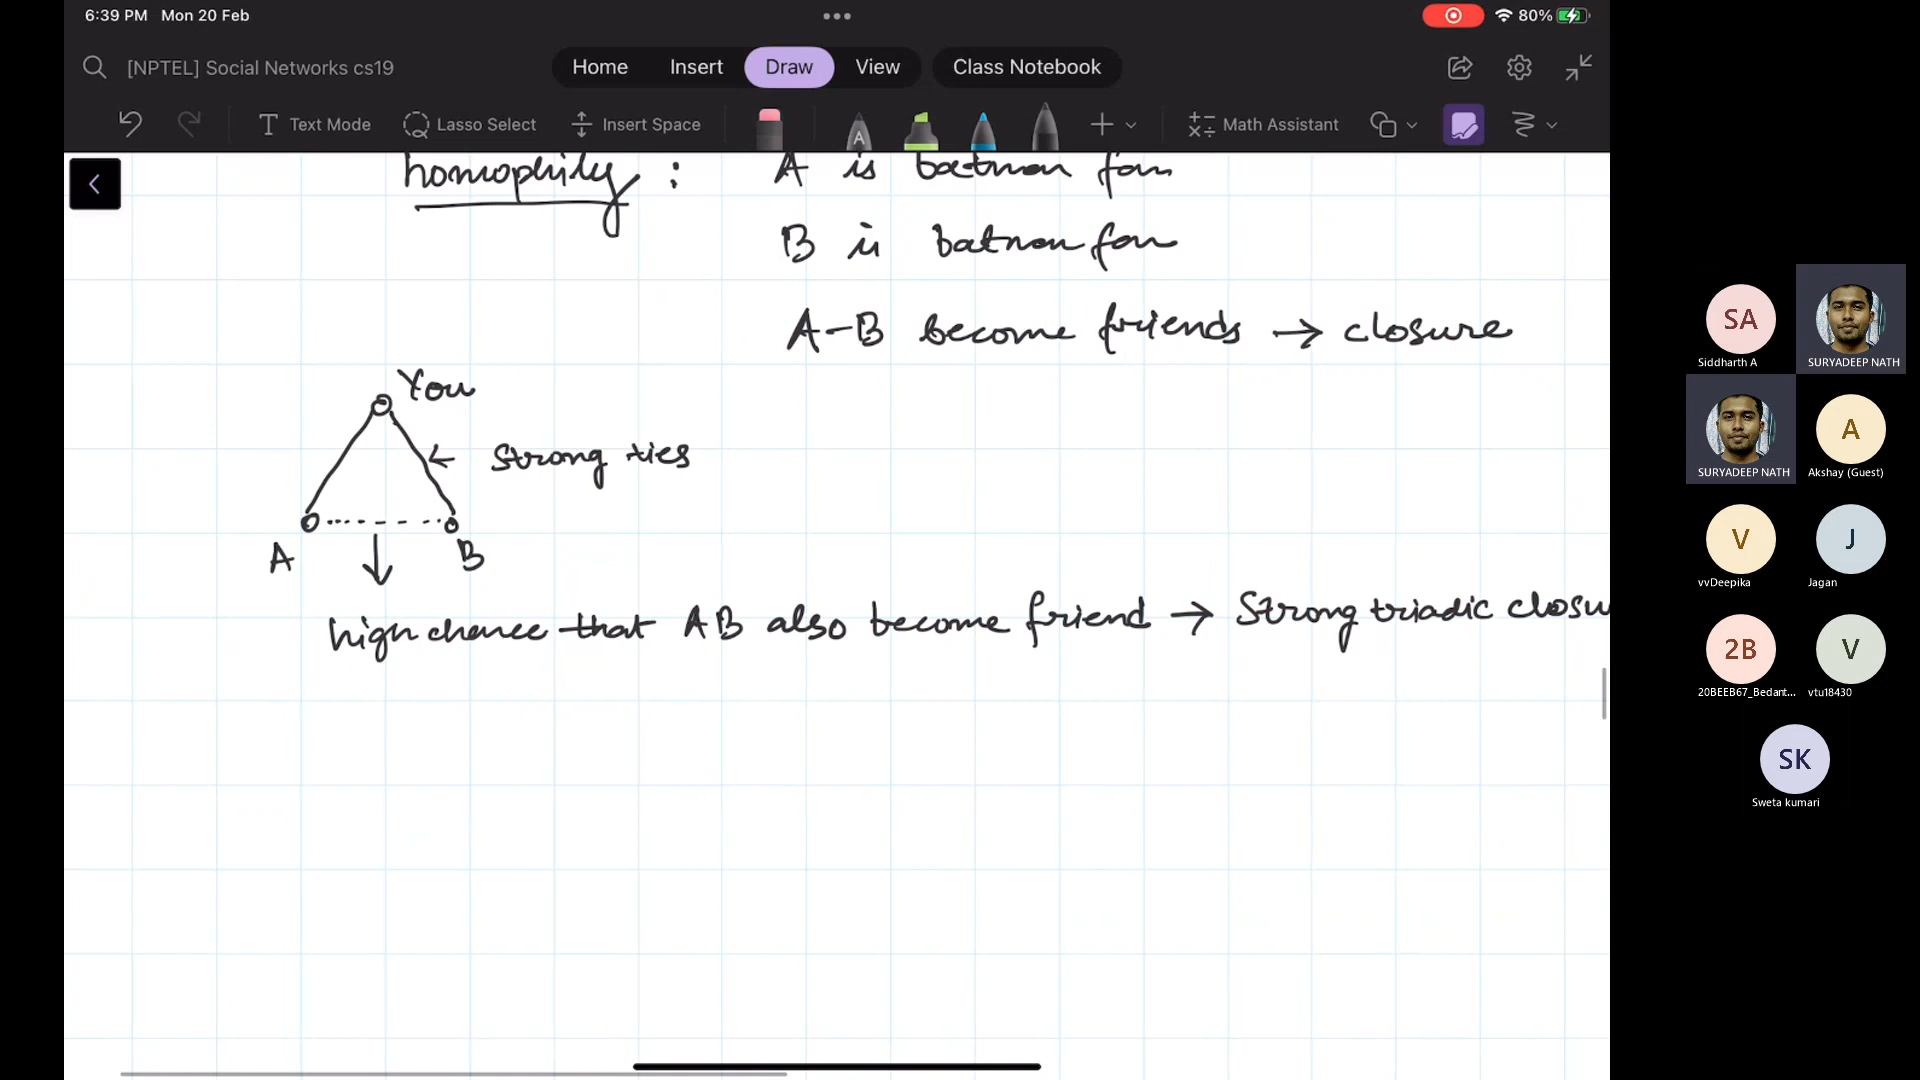 6:39 PM Mon 20 Feb
80%
[NPTEL] Social Networks cs19
Home Insert Draw View Class Notebook
Text Mode Lasso Select Insert Space A Math Assistant
homophily : A is batman fan
B is batman fan
A-B become friends → closure
You
← Strong ties
A B
high chance that AB also become friend → Strong triadic closu
SA
Siddharth A
SURYADEEP NATH
SURYADEEP NATH
A
Akshay (Guest)
V
vvDeepika
J
Jagan
2B
20BEEB67_Bedant...
V
vtu18430
SK
Sweta kumari